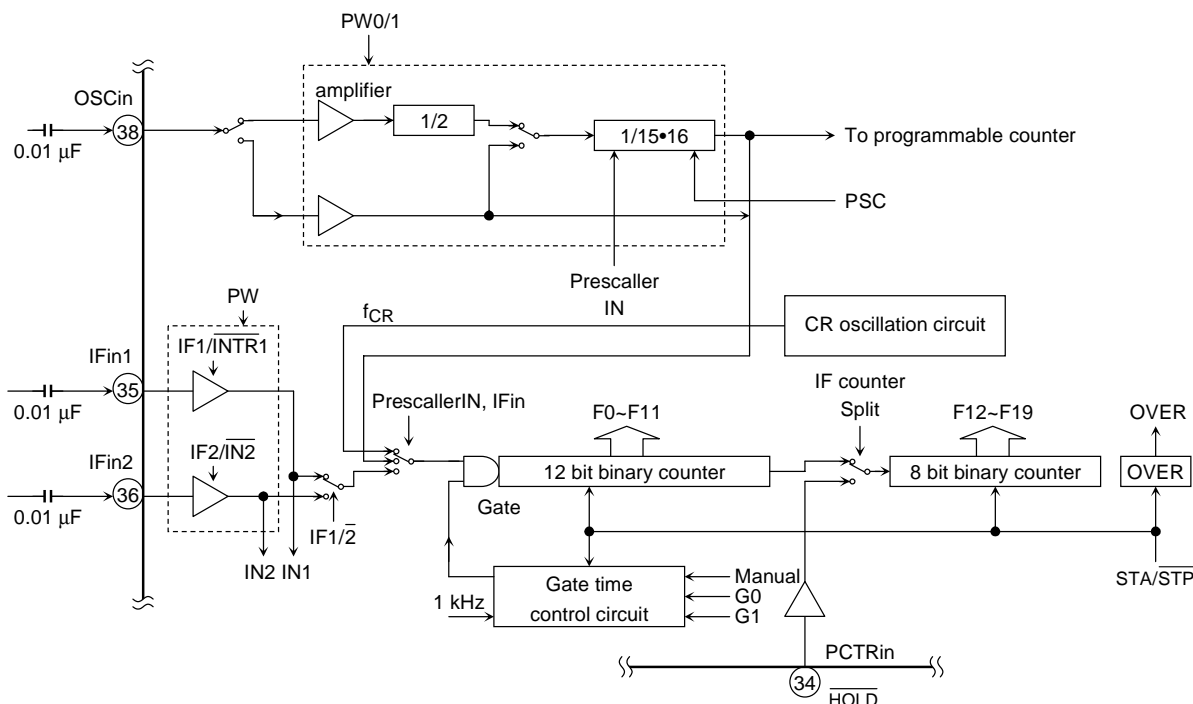 PW0/1
OSCin
38
0.01 μF
amplifier
1/2
1/15•16
To programmable counter
PSC
Prescaller
IN
PW
fCR
CR oscillation circuit
IFin1
35
0.01 μF
IF1/INTR1
IFin2
36
0.01 μF
IF2/IN2
IN2 IN1
IF1/2
PrescallerIN, IFin
Gate
F0~F11
12 bit binary counter
IF counter
Split
F12~F19
8 bit binary counter
OVER
OVER
STA/STP
1 kHz
Gate time
control circuit
Manual
G0
G1
PCTRin
34
HOLD